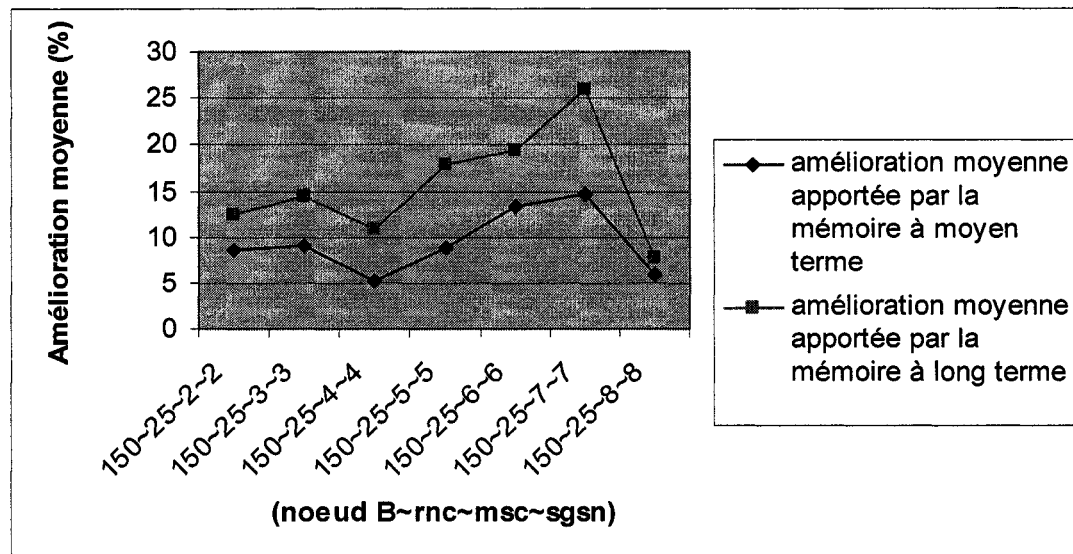 Amélioration moyenne (%)
30
25
20
15
10
5
0
150~25~2~2
150~25~3~3
150~25~4~4
150~25~5~5
150~25~6~6
150~25~7~7
150~25~8~8
(noeud B~rnc~msc~sgsn)
amélioration moyenne
apportée par la
mémoire à moyen
terme
amélioration moyenne
apportée par la
mémoire à long terme